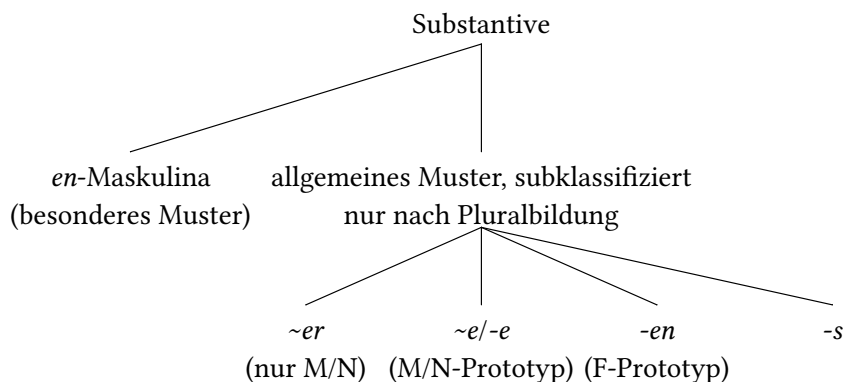 Substantive
en-Maskulina
(besonderes Muster)
allgemeines Muster, subklassifiziert
nur nach Pluralbildung
~er
(nur M/N)
~e/-e
(M/N-Prototyp)
-en
(F-Prototyp)
-s